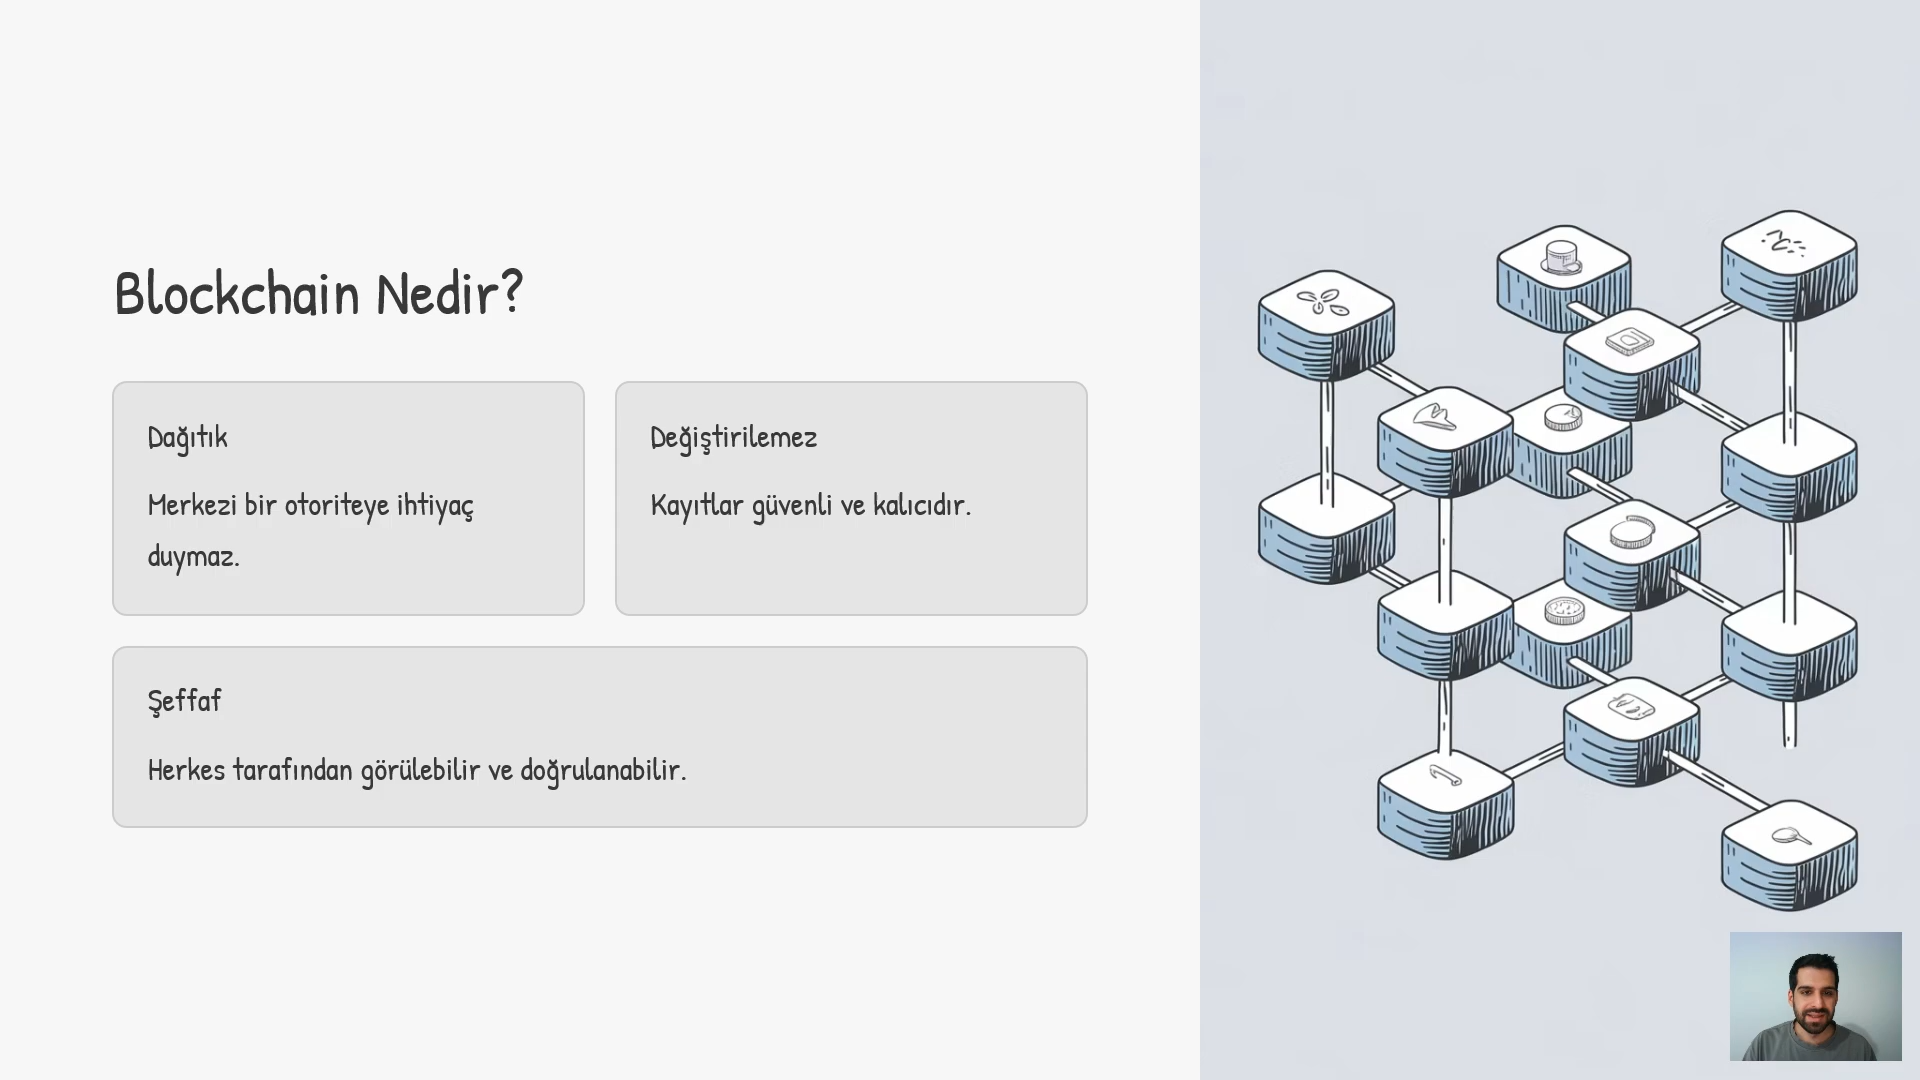 Blockchain Nedir?
Dağıtık
Merkezi bir otoriteye ihtiyaç
duymaz.
Değiştirilemez
Kayıtlar güvenli ve kalıcıdır.
Şeffaf
Herkes tarafından görülebilir ve doğrulanabilir.